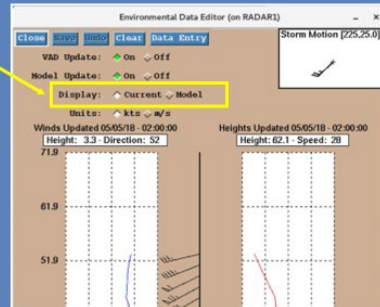 Environmental Data Editor (on RADAR1)
Close Save Undo Clear Data Entry
Storm Motion [225,25.0]
VAD Update: On Off
Model Update: On Off
Display: Current Model
Units: kts m/s
Winds Updated 05/05/18 - 02:00:00 Heights Updated 05/05/18 - 02:00:00
Height: 3.3 - Direction: 52 Height: 62.1 - Speed: 28
71.9
61.9
51.9